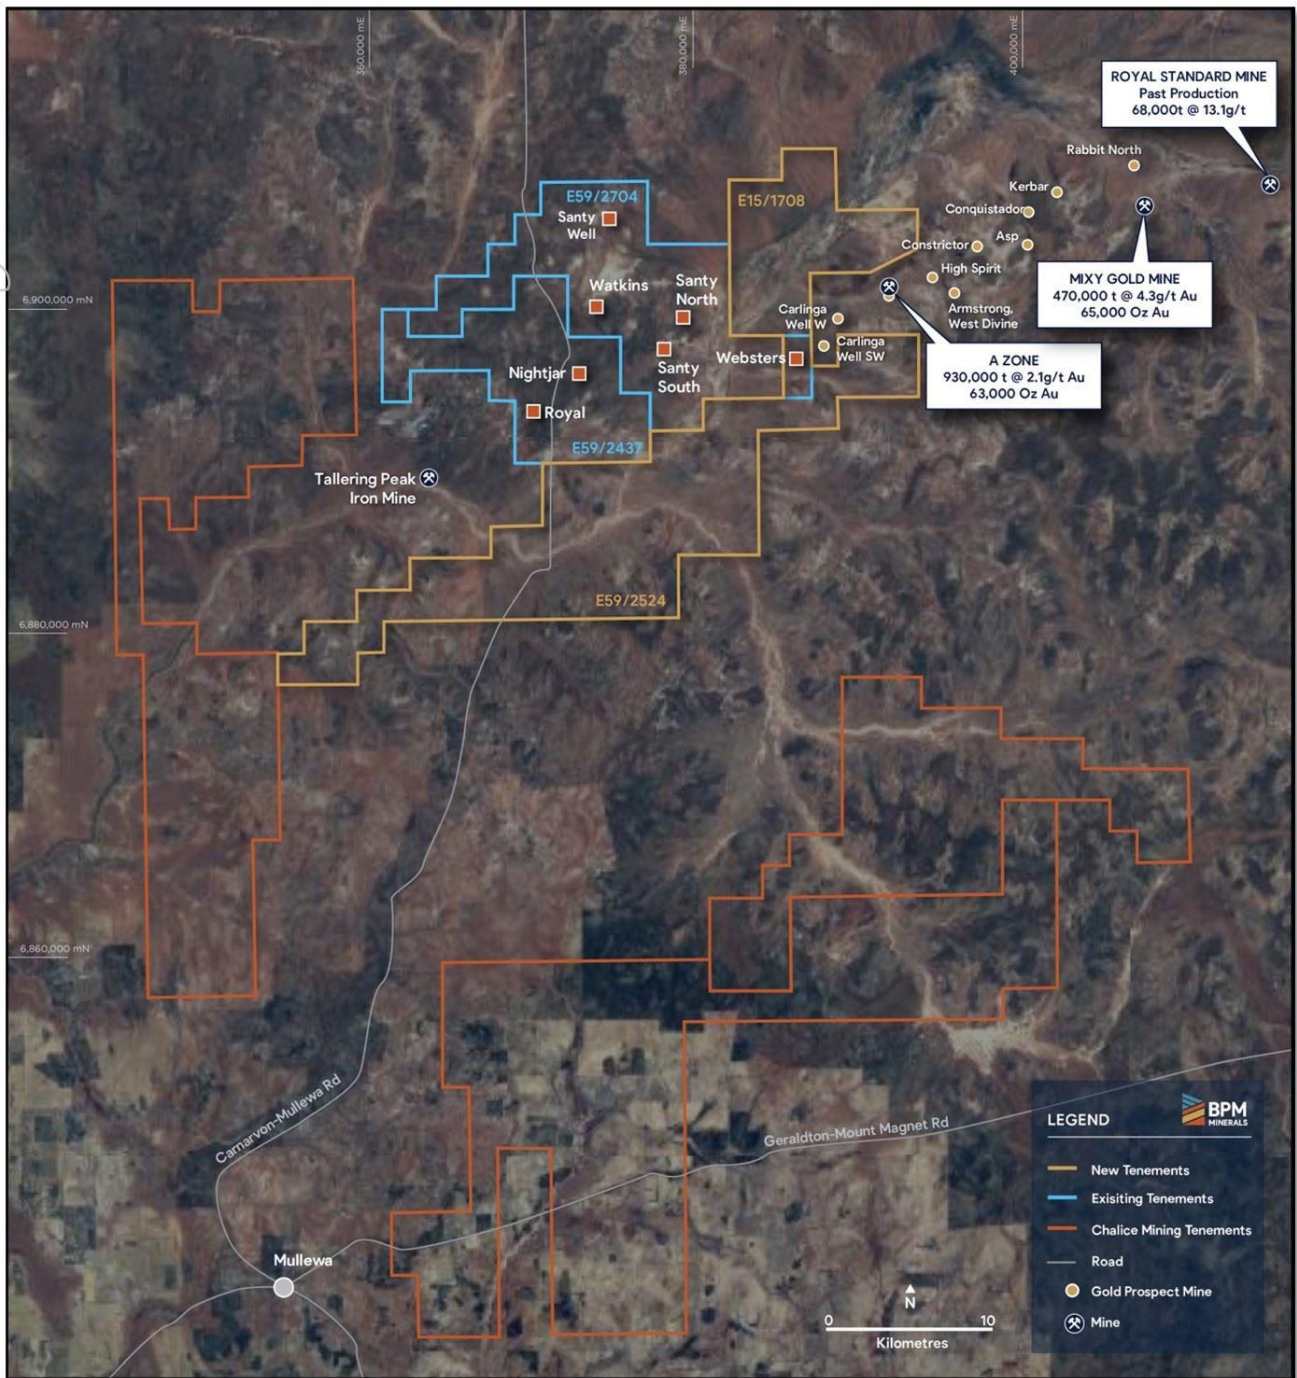 360,000 mE
380,000 mE
400,000 mE
ROYAL STANDARD MINE
Past Production
68,000t @ 13.1g/t
Rabbit North
Kerbar
Conquistador
Asp
Constrictor
High Spirit
Armstrong,
West Divine
MIXY GOLD MINE
470,000 t @ 4.3g/t Au
65,000 Oz Au
A ZONE
930,000 t @ 2.1g/t Au
63,000 Oz Au
E59/2704
Santy
Well
E15/1708
Watkins
Santy
North
6,900,000 mN
Carlinga
Well W
Carlinga
Well SW
Websters
Santy
South
Nightjar
Royal
E59/2437
Tallering Peak
Iron Mine
E59/2524
6,880,000 mN
6,860,000 mN
Carnarvon-Mullewa Rd
Geraldton-Mount Magnet Rd
Mullewa
N
0 10
Kilometres
LEGEND
BPM
MINERALS
New Tenements
Exisiting Tenements
Chalice Mining Tenements
Road
Gold Prospect Mine
Mine